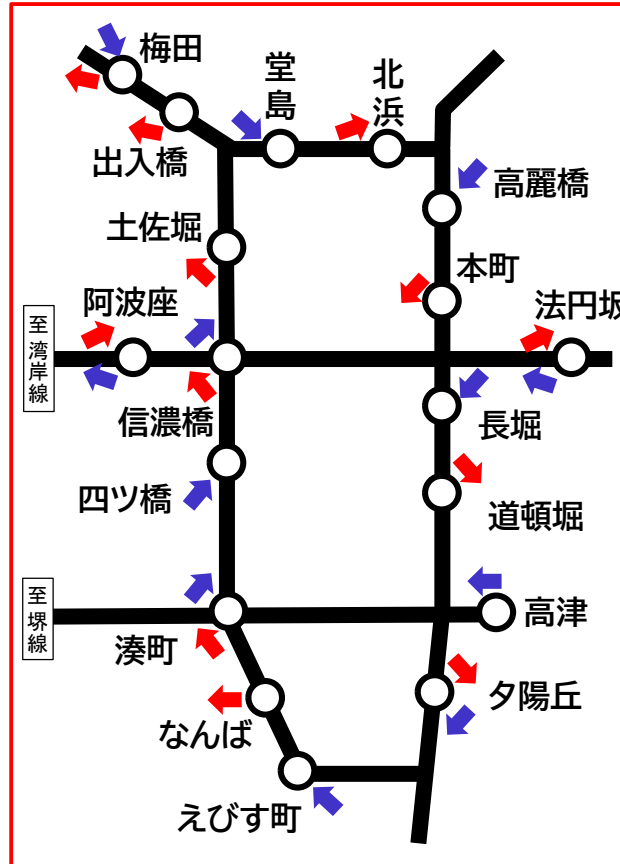 梅田
堂島
北浜
出入橋
高麗橋
土佐堀
本町
阿波座
法円坂
至 湾岸線
信濃橋
長堀
四ツ橋
道頓堀
至 堺線
高津
湊町
夕陽丘
なんば
えびす町